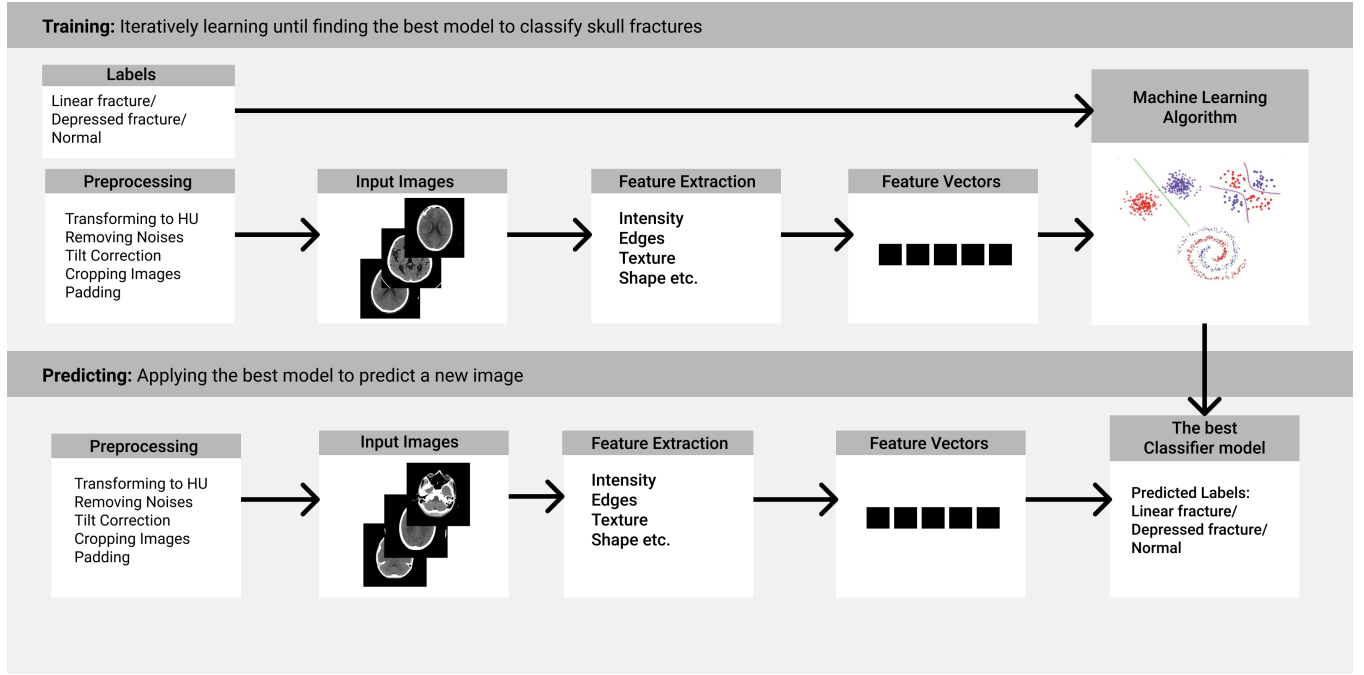 Training: Iteratively learning until finding the best model to classify skull fractures
Labels
Linear fracture/
Depressed fracture/
Normal
Machine Learning
Algorithm
Preprocessing
Transforming to HU
Removing Noises
Tilt Correction
Cropping Images
Padding
Input Images
Feature Extraction
Intensity
Edges
Texture
Shape etc.
Feature Vectors
Predicting: Applying the best model to predict a new image
Preprocessing
Transforming to HU
Removing Noises
Tilt Correction
Cropping Images
Padding
Input Images
Feature Extraction
Intensity
Edges
Texture
Shape etc.
Feature Vectors
The best
Classifier model
Predicted Labels:
Linear fracture/
Depressed fracture/
Normal